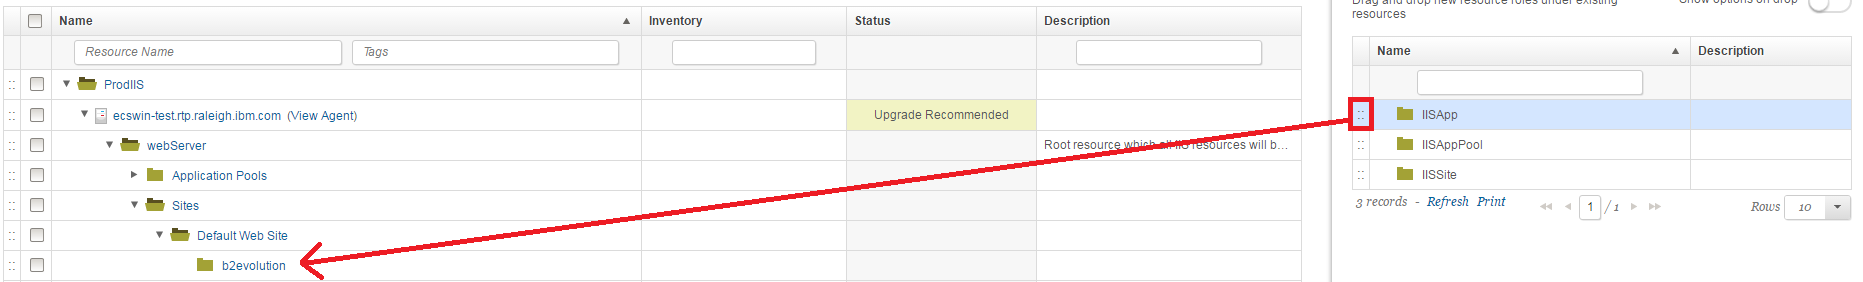 Name Inventory Status Description
Resource Name Tags
ProdIIS
ecswin-test.rtp.raleigh.ibm.com (View Agent) Upgrade Recommended
webServer Root resource which all IIS resources will b...
Application Pools
Sites
Default Web Site
b2evolution
Drag and drop new resource roles under existing
resources
Show options on drop
Name Description
IISApp
IISAppPool
IISSite
3 records - Refresh Print 1 / 1 Rows 10